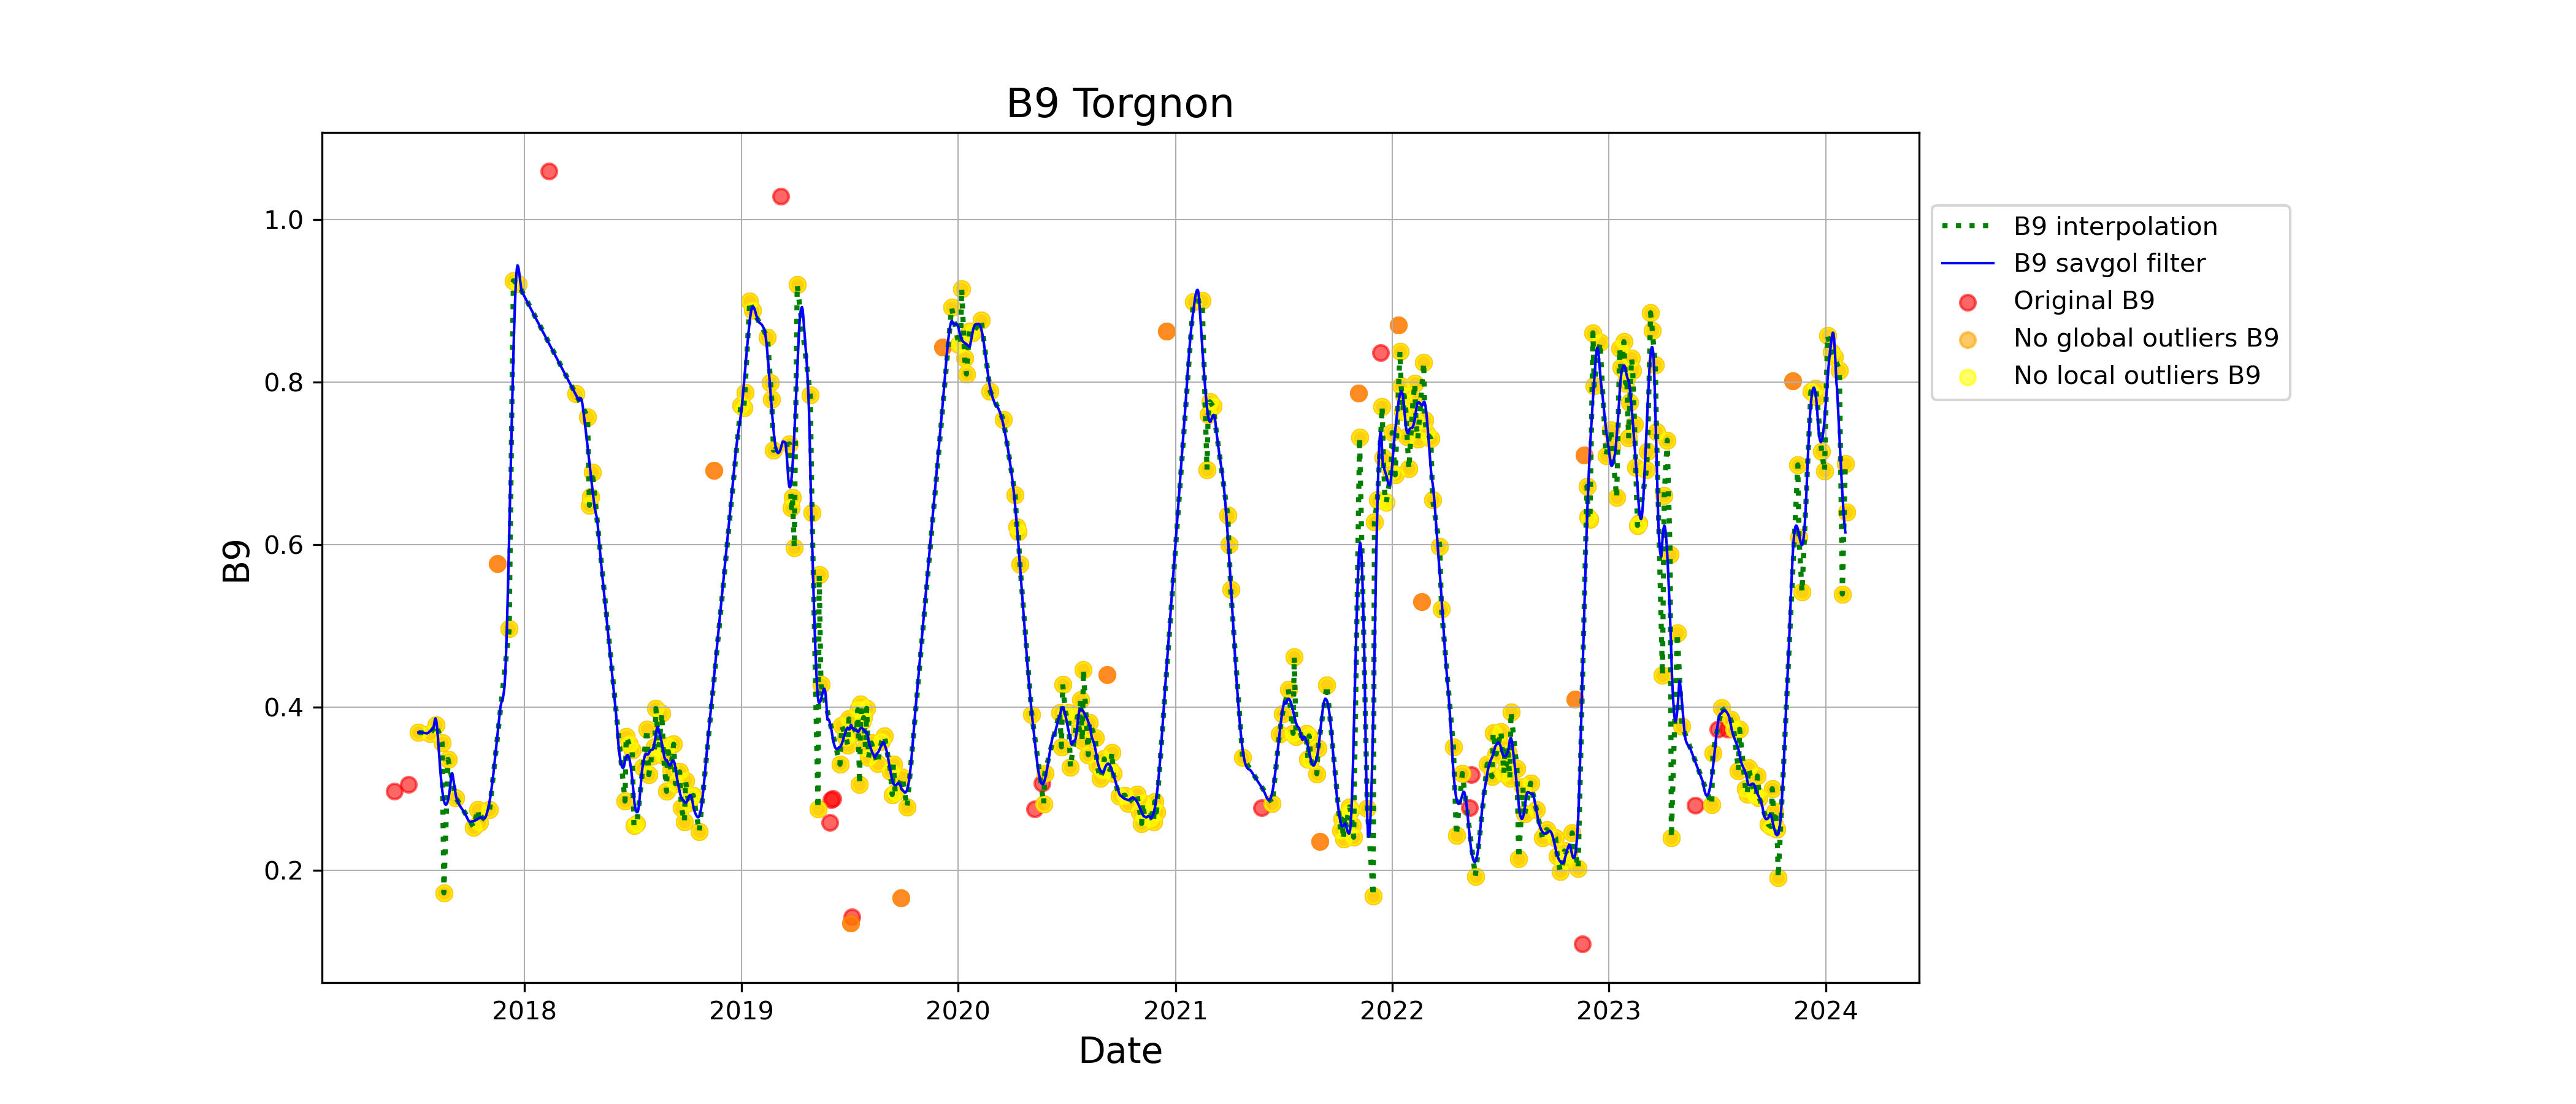 B9 Torgnon
B9
1.0
0.8
0.6
0.4
0.2
2018 2019 2020 2021 2022 2023 2024
Date
B9 interpolation
B9 savgol filter
Original B9
No global outliers B9
No local outliers B9